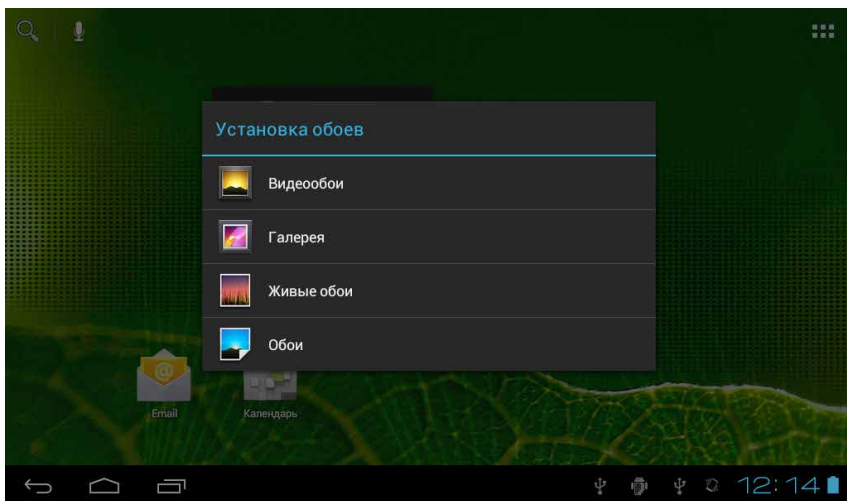 Установка обоев
Видеообои
Галерея
Живые обои
Обои
Email
Календарь
12:14